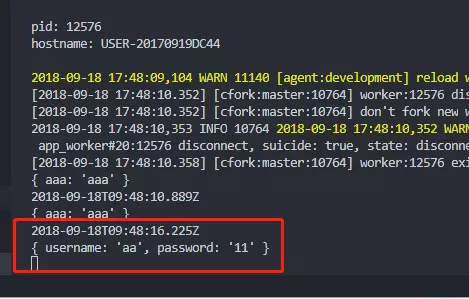 pid: 12576
hostname: USER-20170919DC44
2018-09-18 17:48:09,104 WARN 11140 [agent:development] reload
[2018-09-18 17:48:10.352] [cfork:master:10764] worker:12576
[2018-09-18 17:48:10.352] [cfork:master:10764] don't fork new
2018-09-18 17:48:10,353 INFO 10764 2018-09-18 17:48:10,352 WARN
app_worker#20:12576 disconnect, suicide: true, state:
[2018-09-18 17:48:10.358] [cfork:master:10764] worker:12576
{ aaa: 'aaa' }
2018-09-18T09:48:10.889Z
{ aaa: 'aaa' }
2018-09-18T09:48:16.225Z
{ username: 'aa', password: '11' }